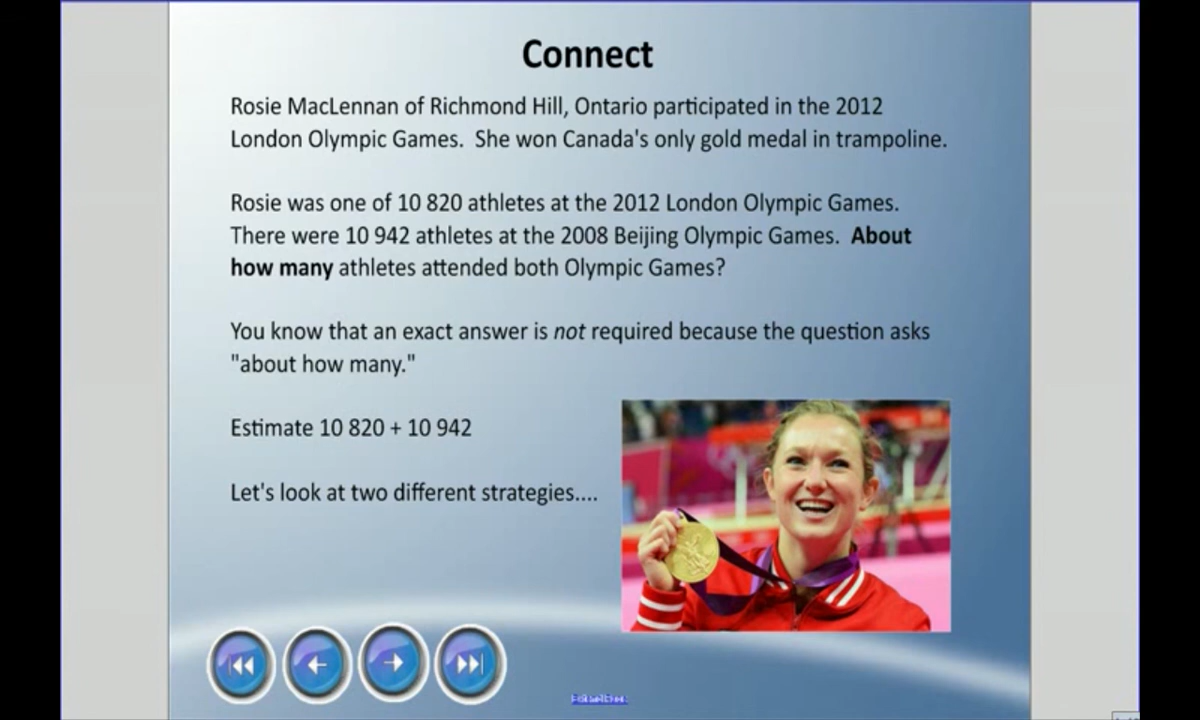 Connect
Rosie MacLennan of Richmond Hill, Ontario participated in the 2012
London Olympic Games.  She won Canada's only gold medal in trampoline.
Rosie was one of 10 820 athletes at the 2012 London Olympic Games.
There were 10 942 athletes at the 2008 Beijing Olympic Games.  About
how many athletes attended both Olympic Games?
You know that an exact answer is not required because the question asks
"about how many."
Estimate 10 820 + 10 942
Let's look at two different strategies....